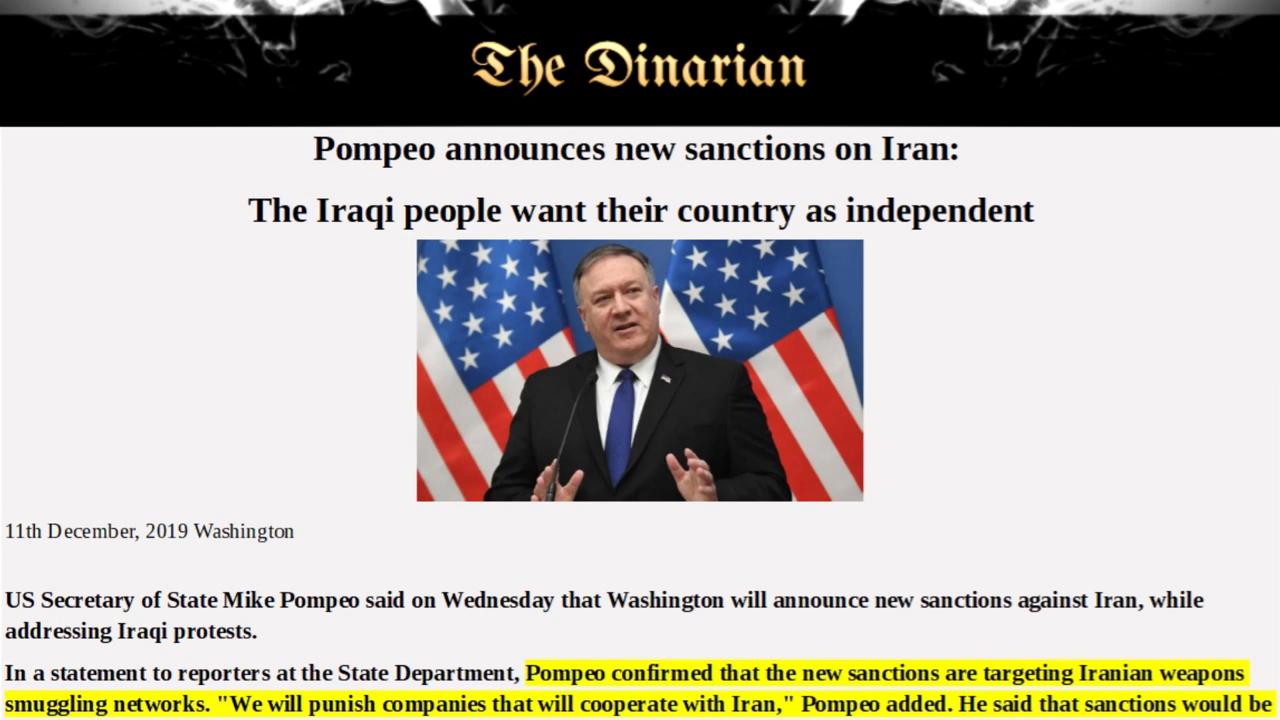 The Dinarian
Pompeo announces new sanctions on Iran:
The Iraqi people want their country as independent
11th December, 2019 Washington
US Secretary of State Mike Pompeo said on Wednesday that Washington will announce new sanctions against Iran, while
addressing Iraqi protests.
In a statement to reporters at the State Department, Pompeo confirmed that the new sanctions are targeting Iranian weapons
smuggling networks. "We will punish companies that will cooperate with Iran," Pompeo added. He said that sanctions would be